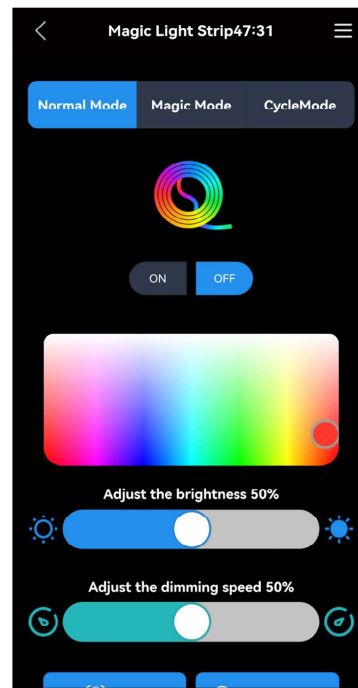 Magic Light Strip47:31
Normal Mode Magic Mode CycleMode
ON OFF
Adjust the brightness 50%
Adjust the dimming speed 50%